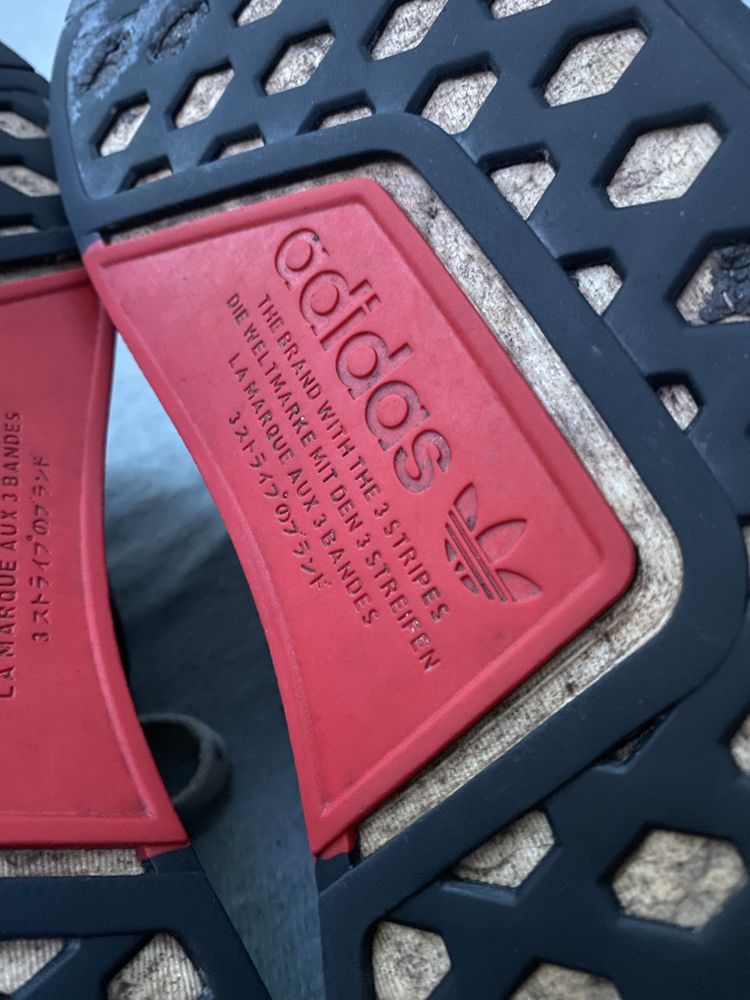 adidas
THE BRAND WITH THE 3 STRIPES
DIE WELTMARKE MIT DEN 3 STREIFEN
LA MARQUE AUX 3 BANDES
3ストライプのブランド
LA MARQUE AUX 3 BANDES
3ストライプのブランド